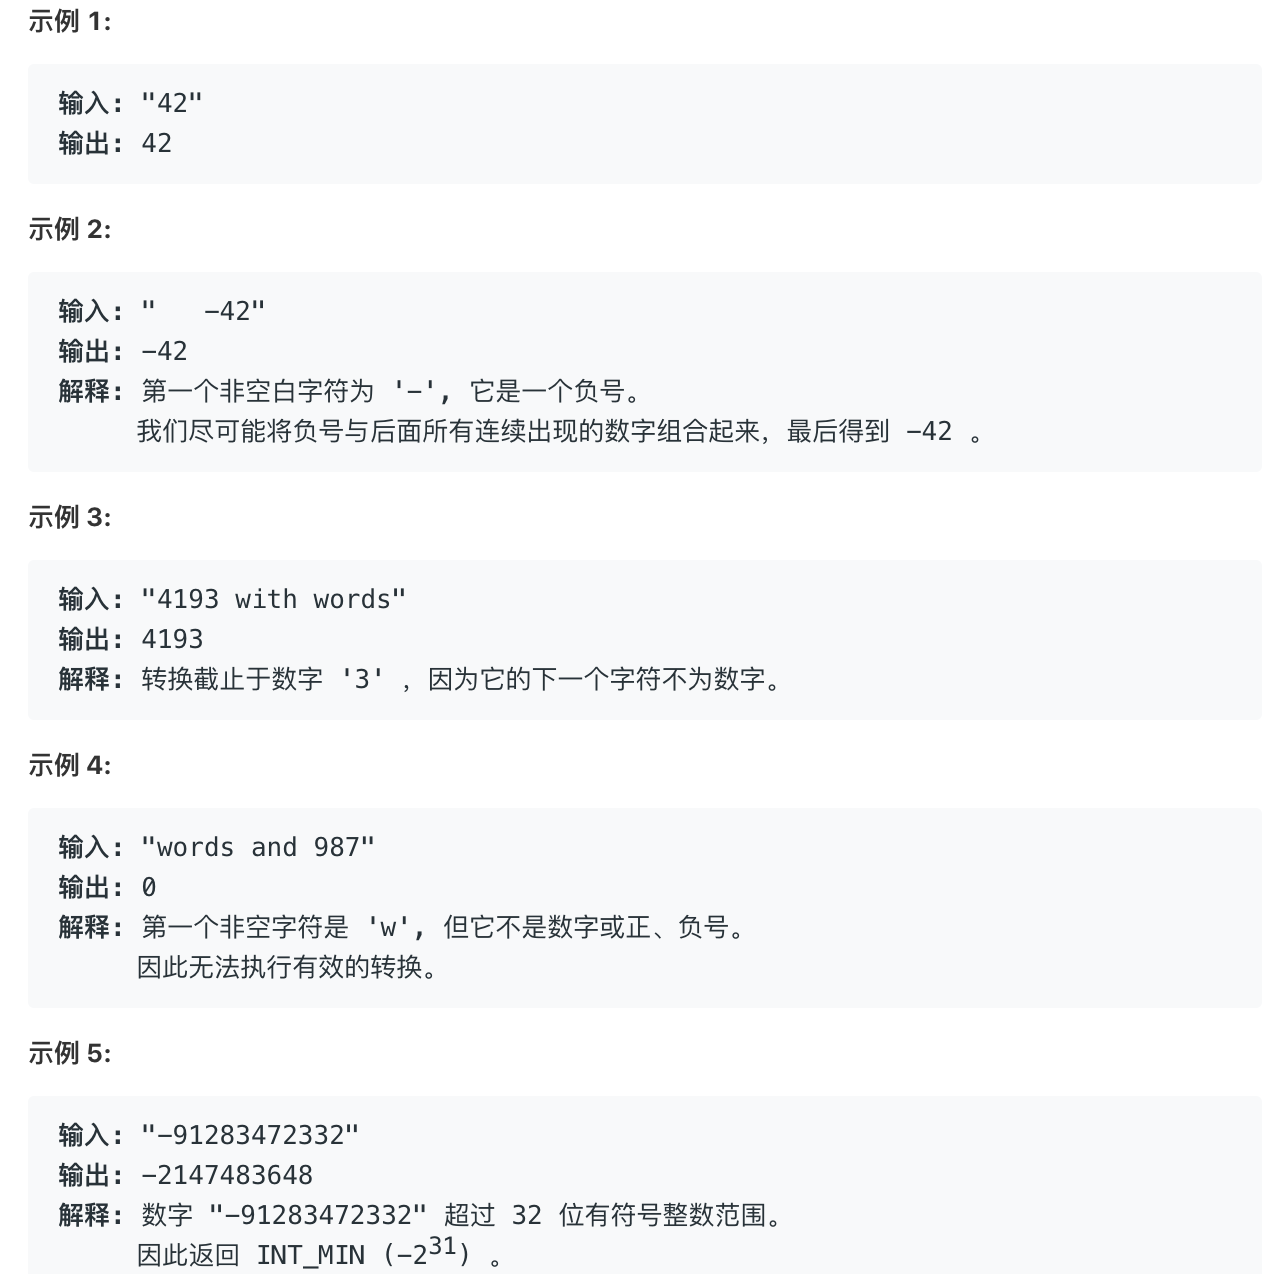 示例 1:
输入: "42"
输出: 42
示例 2:
输入: "   -42"
输出: -42
解释: 第一个非空白字符为 '-', 它是一个负号。
我们尽可能将负号与后面所有连续出现的数字组合起来，最后得到 -42 。
示例 3:
输入: "4193 with words"
输出: 4193
解释: 转换截止于数字 '3' ，因为它的下一个字符不为数字。
示例 4:
输入: "words and 987"
输出: 0
解释: 第一个非空字符是 'w', 但它不是数字或正、负号。
因此无法执行有效的转换。
示例 5:
输入: "-91283472332"
输出: -2147483648
解释: 数字 "-91283472332" 超过 32 位有符号整数范围。
因此返回 INT_MIN (−2³¹) 。